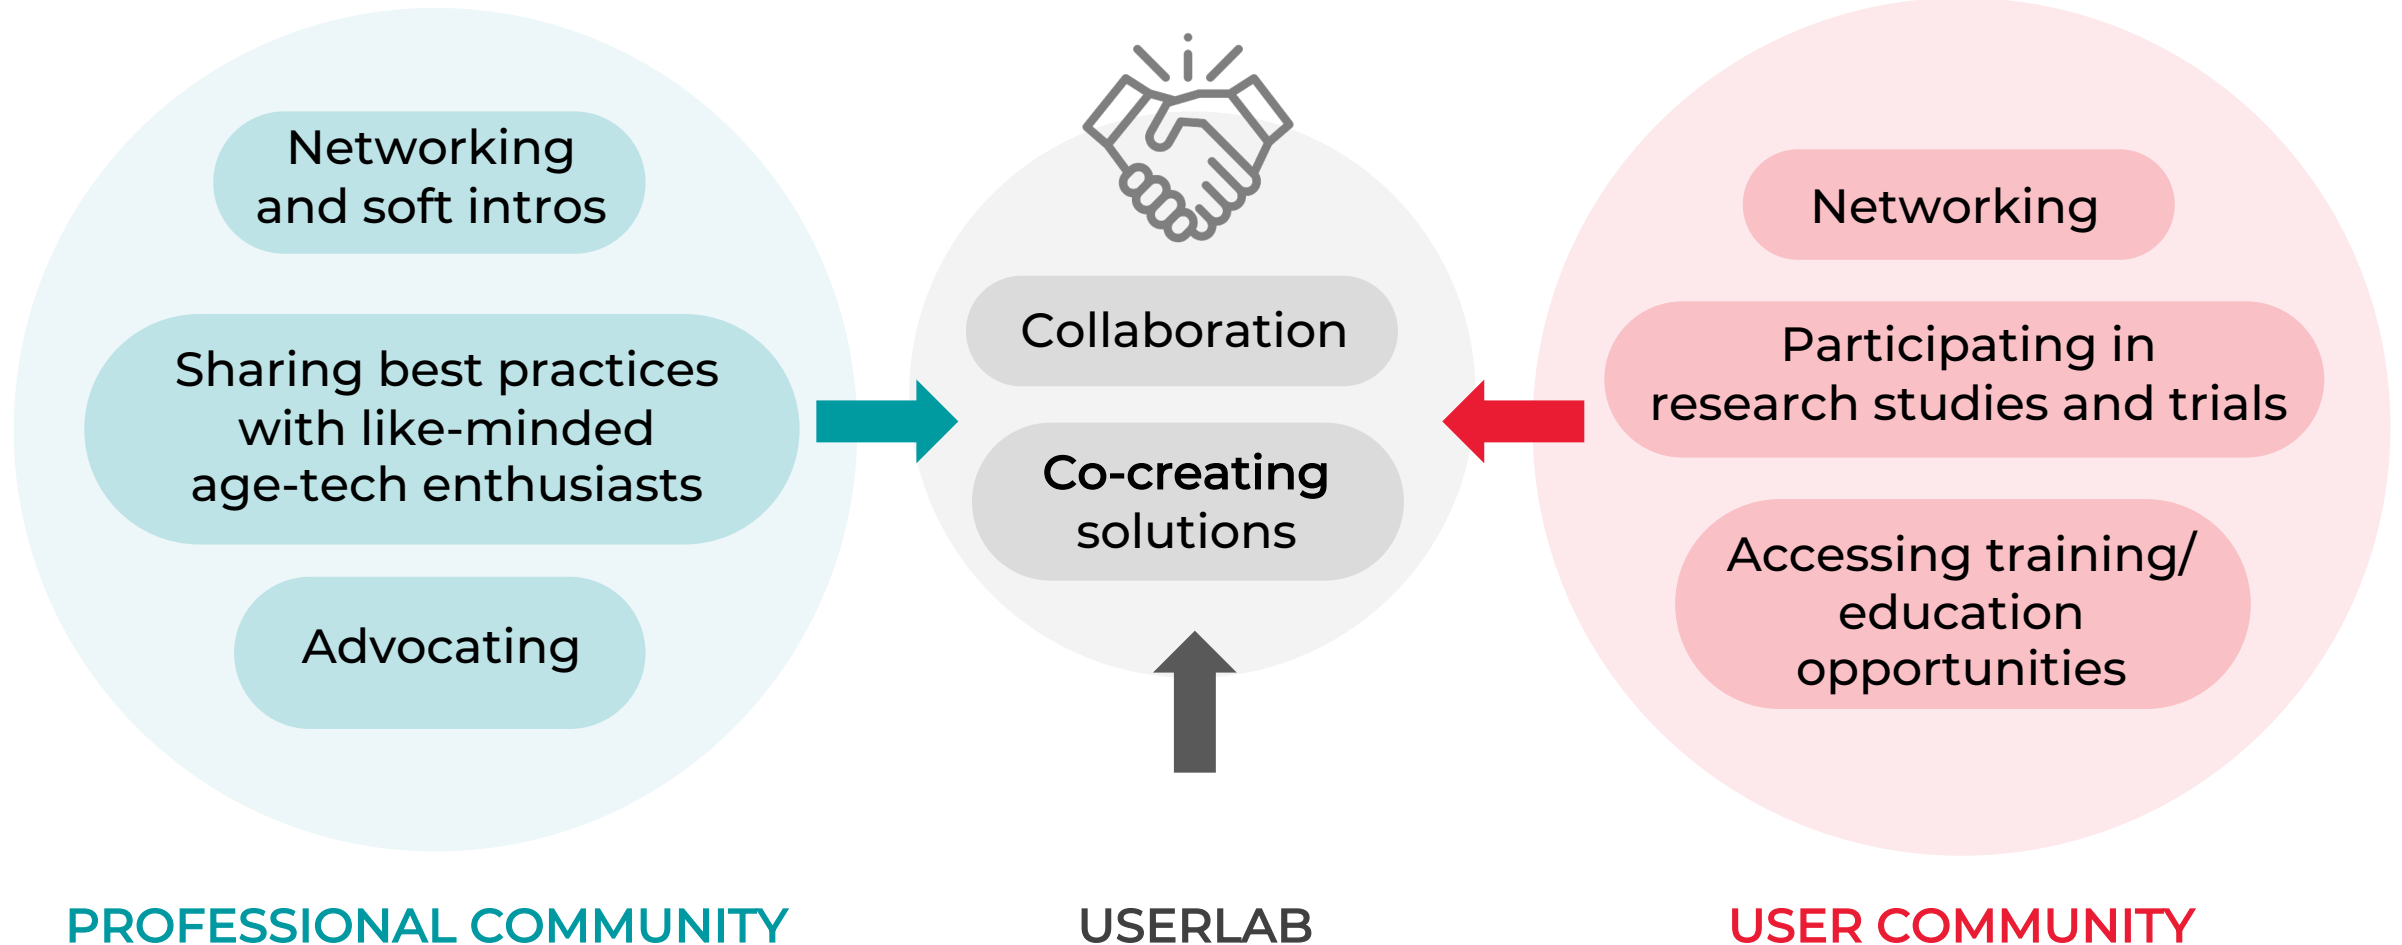 Networking
and soft intros
Sharing best practices
with like-minded
age-tech enthusiasts
Advocating
PROFESSIONAL COMMUNITY
Collaboration
Co-creating
solutions
USERLAB
Networking
Participating in
research studies and trials
Accessing training/
education
opportunities
USER COMMUNITY